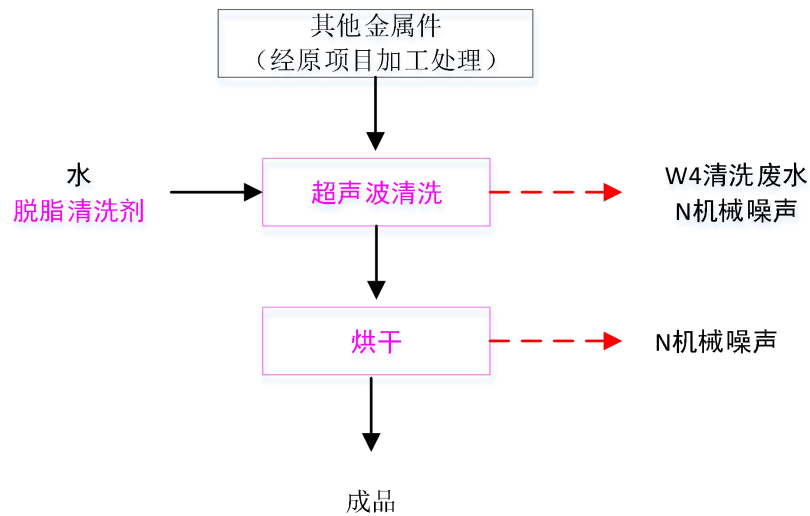 其他金属件
（经原项目加工处理）
水
脱脂清洗剂
超声波清洗
W4清洗废水
N机械噪声
烘干
N机械噪声
成品